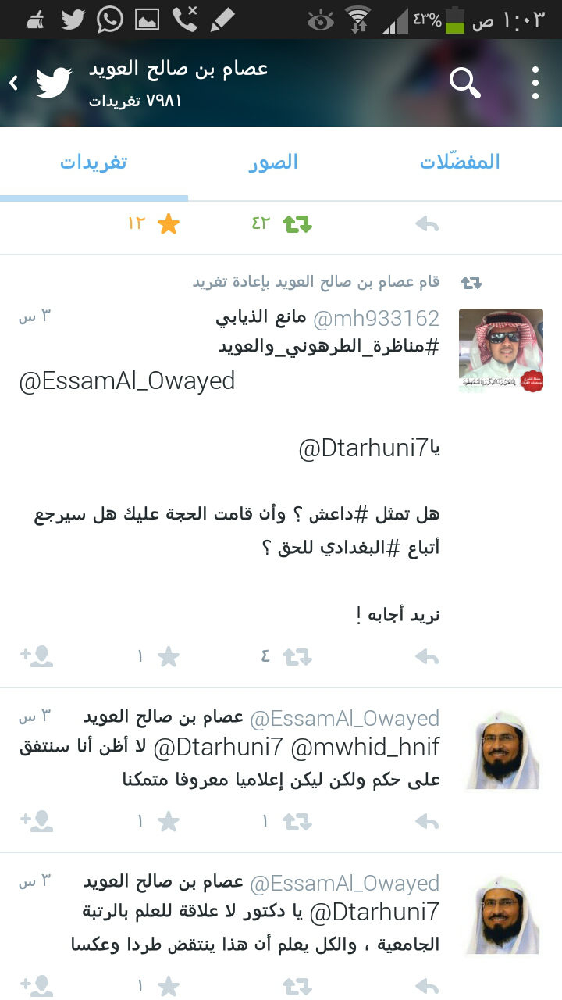 ١:٠٣ ص ٤٣%
عصام بن صالح العويد
٧٩٨١ تغريدات
تغريدات الصور المفضّلات
١٢ ٤٢
قام عصام بن صالح العويد بإعادة تغريد
مانع الذيابي @mh933162 ٣ س
#مناظرة_الطرهوني_والعويد
@EssamAl_Owayed
يا@Dtarhuni7
هل تمثل #داعش ؟ وأن قامت الحجة عليك هل سيرجع
أتباع #البغدادي للحق ؟
نريد أجابه !
١ ٤
عصام بن صالح العويد @EssamAl_Owayed ٣ س
@mwhid_hnif @Dtarhuni7 لا أظن أنا سنتفق
على حكم ولكن ليكن إعلاميا معروفا متمكنا
١ ١
عصام بن صالح العويد @EssamAl_Owayed ٣ س
@Dtarhuni7 يا دكتور لا علاقة للعلم بالرتبة
الجامعية ، والكل يعلم أن هذا ينتقض طردا وعكسا
١